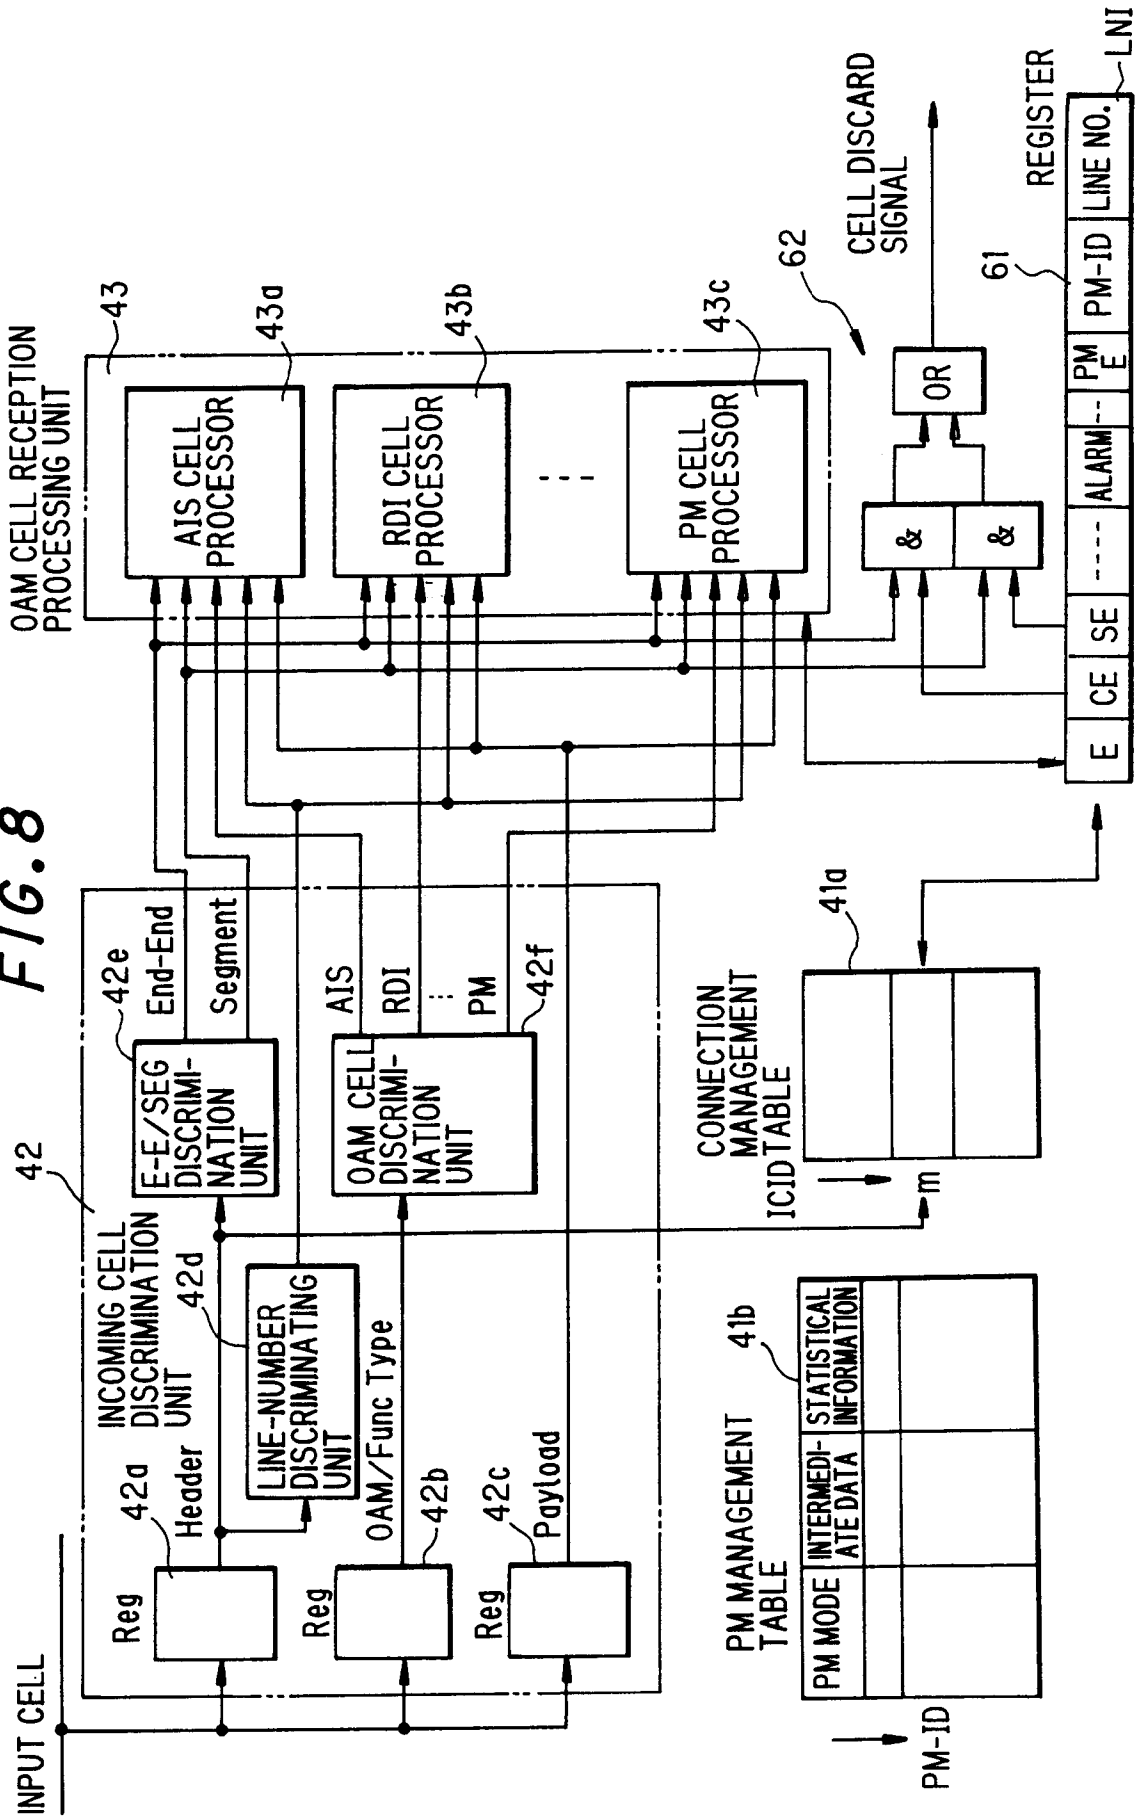 FIG.8
INPUT CELL
42
INCOMING CELL
DISCRIMINATION
UNIT
Reg
42a
Header
42d
LINE-NUMBER
DISCRIMINATING
UNIT
42e
E-E/SEG
DISCRIMI-
NATION
UNIT
End-End
Segment
Reg
42b
OAM/Func Type
OAM CELL
DISCRIMI-
NATION
UNIT
42f
AIS
RDI
PM
Reg
42c
Payload
OAM CELL RECEPTION
PROCESSING UNIT
43
AIS CELL
PROCESSOR
43a
RDI CELL
PROCESSOR
43b
PM CELL
PROCESSOR
43c
PM MANAGEMENT
TABLE
41b
PM MODE
INTERMEDI-
ATE DATA
STATISTICAL
INFORMATION
PM-ID
CONNECTION
MANAGEMENT
TABLE
ICID
m
41a
62
&
&
OR
CELL DISCARD
SIGNAL
REGISTER
61
E
CE
SE
----
ALARM
--
PM
E
PM-ID
LINE NO.
LNI